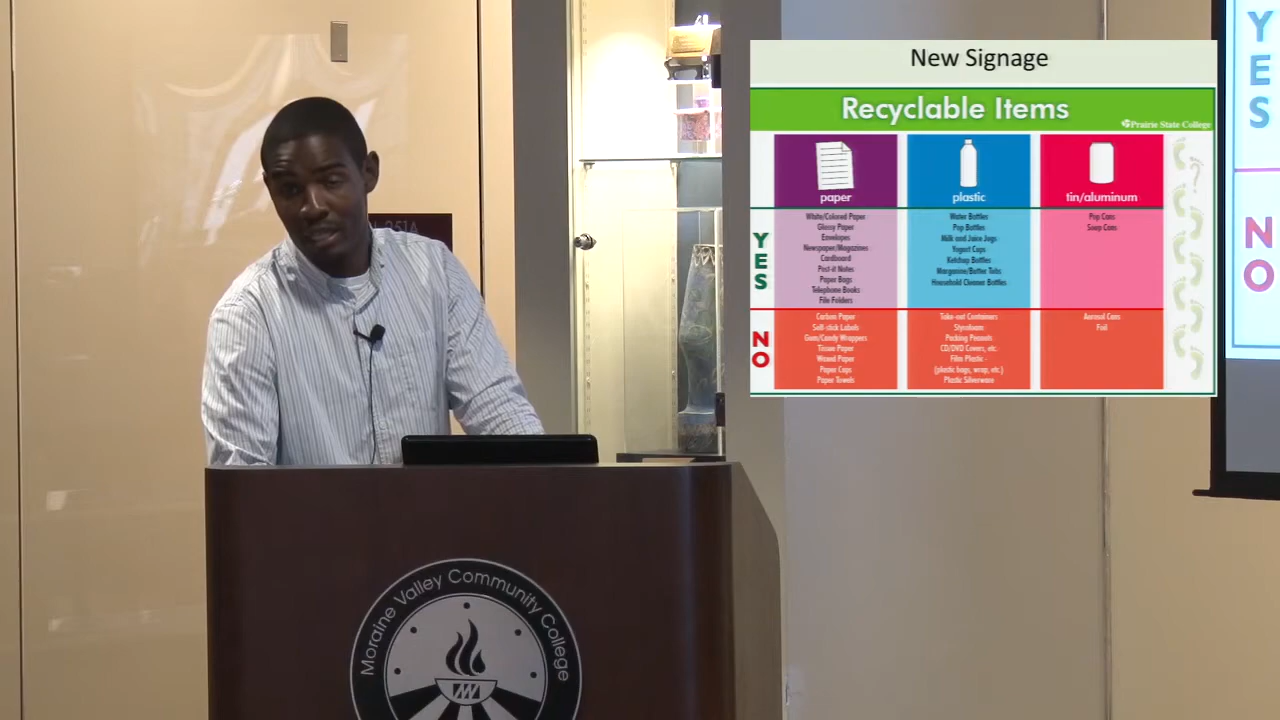 New Signage
Recyclable Items
Prairie State College
paper
plastic
tin/aluminum
YES
White/Colored Paper
Glossy Paper
Envelopes
Newspaper/Magazines
Cardboard
Post-it Notes
Paper Bags
Telephone Books
File Folders
Water Bottles
Pop Bottles
Milk and Juice Jugs
Yogurt Cups
Ketchup Bottles
Margarine/Butter Tubs
Household Cleaner Bottles
Pop Cans
Soup Cans
NO
Carbon Paper
Self-stick Labels
Gum/Candy Wrappers
Tissue Paper
Waxed Paper
Paper Cups
Paper Towels
Take-out Containers
Styrofoam
Packing Peanuts
CD/DVD Covers, etc.
Film Plastic -
(plastic bags, wrap, etc.)
Plastic Silverware
Aerosol Cans
Foil
YES
NO
Moraine Valley Community College